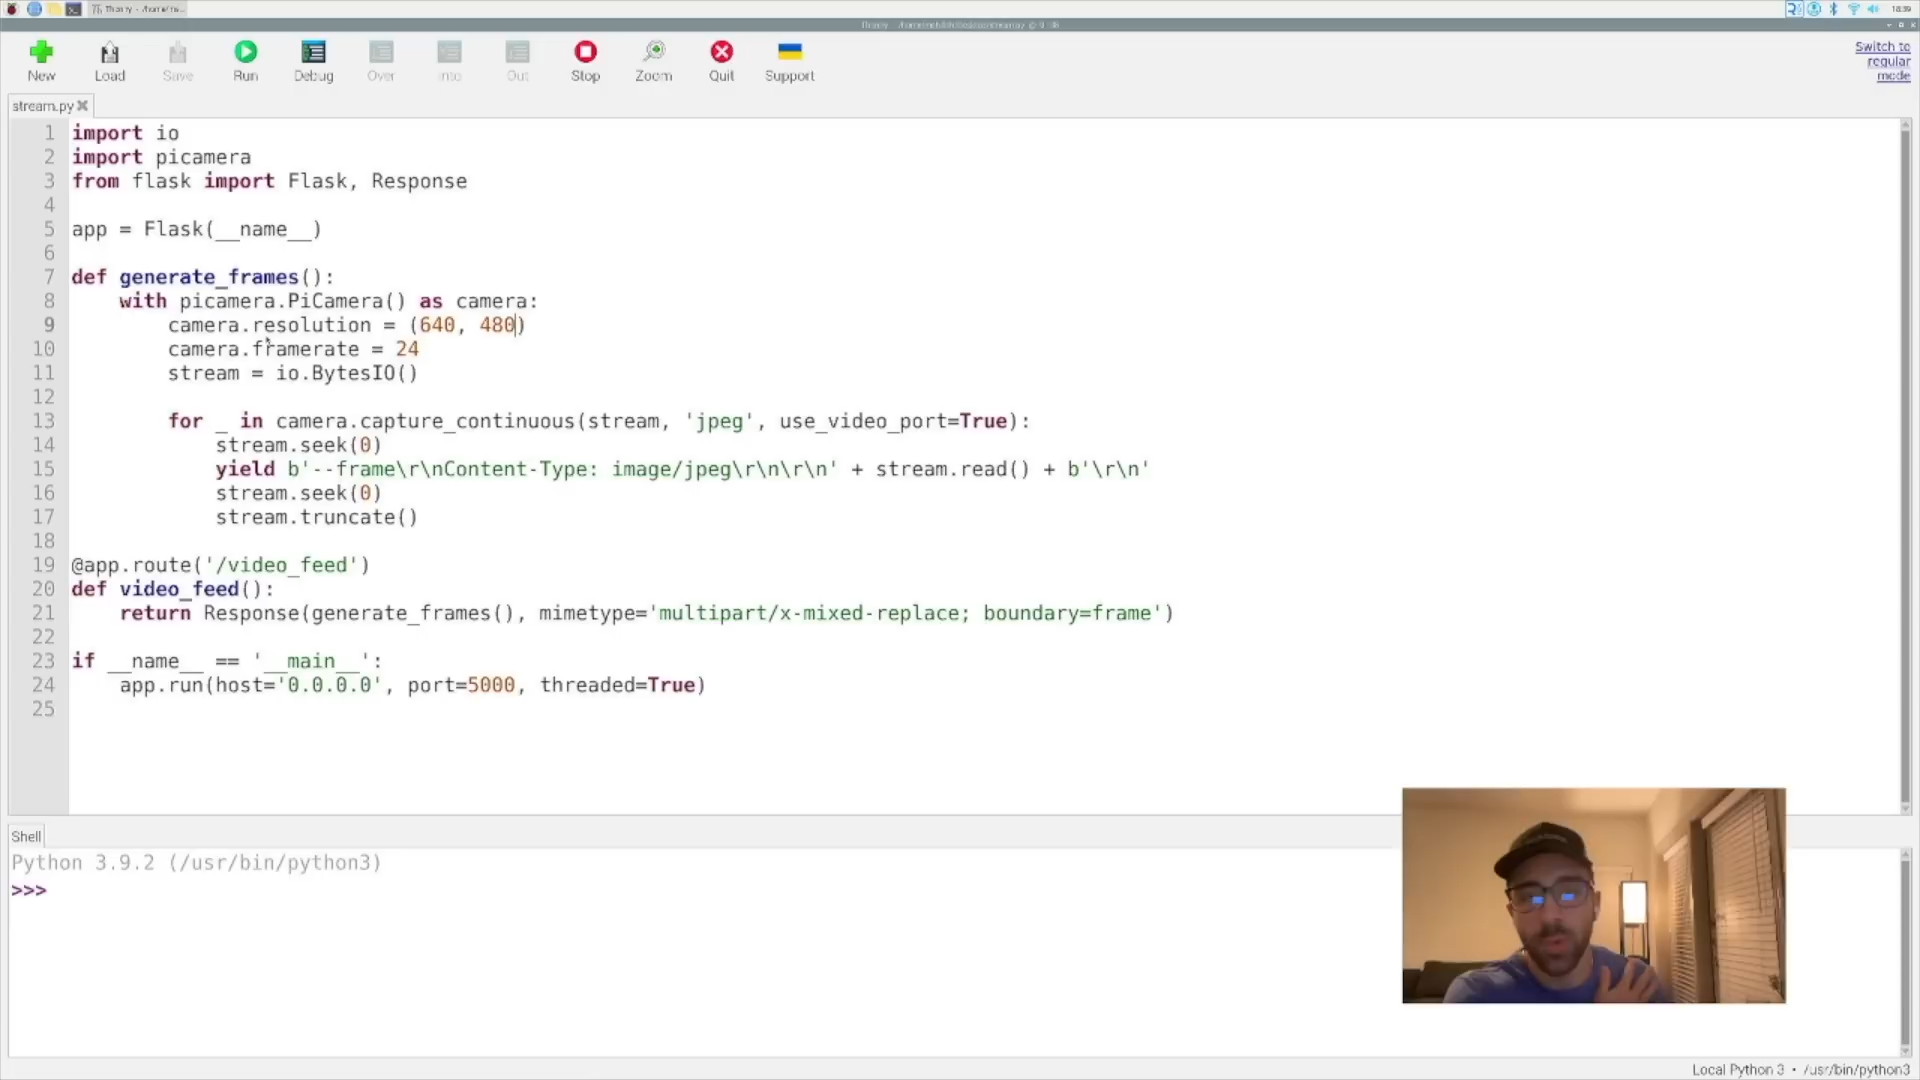 New
Load
Save
Run
Debug
Over
Into
Out
Stop
Zoom
Quit
Support
Switch to
regular
mode
18:39
stream.py
1 import io
2 import picamera
3 from flask import Flask, Response
4
5 app = Flask(__name__)
6
7 def generate_frames():
8     with picamera.PiCamera() as camera:
9         camera.resolution = (640, 480)
10         camera.framerate = 24
11         stream = io.BytesIO()
12
13         for _ in camera.capture_continuous(stream, 'jpeg', use_video_port=True):
14             stream.seek(0)
15             yield b'--frame\r\nContent-Type: image/jpeg\r\n\r\n' + stream.read() + b'\r\n'
16             stream.seek(0)
17             stream.truncate()
18
19 @app.route('/video_feed')
20 def video_feed():
21     return Response(generate_frames(), mimetype='multipart/x-mixed-replace; boundary=frame')
22
23 if __name__ == '__main__':
24     app.run(host='0.0.0.0', port=5000, threaded=True)
25
Shell
Python 3.9.2 (/usr/bin/python3)
>>>
Local Python 3 • /usr/bin/python3